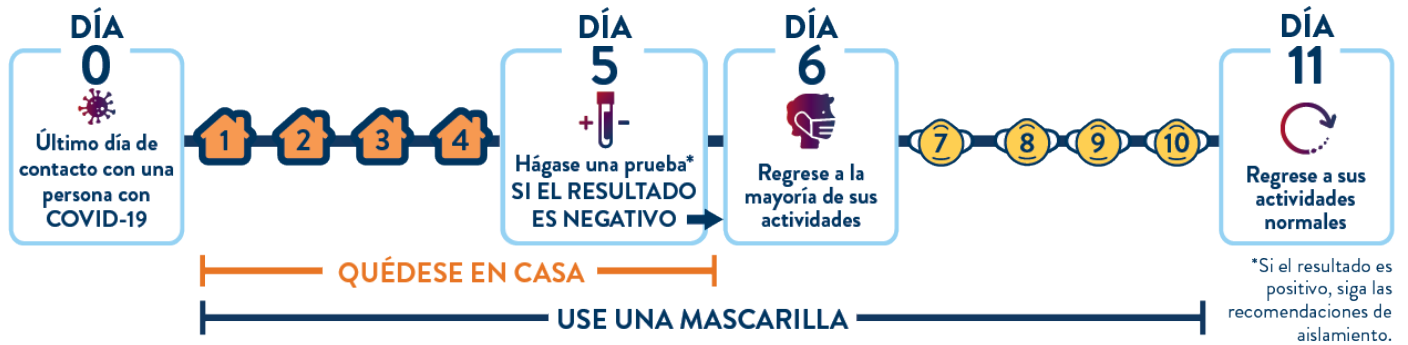 DÍA
0
Último día de
contacto con una
persona con
COVID-19
1
2
3
4
DÍA
5
+ -
Hágase una prueba*
SI EL RESULTADO
ES NEGATIVO
DÍA
6
Regrese a la
mayoría de sus
actividades
7
8
9
10
DÍA
11
Regrese a sus
actividades
normales
QUÉDESE EN CASA
USE UNA MASCARILLA
*Si el resultado es
positivo, siga las
recomendaciones de
aislamiento.